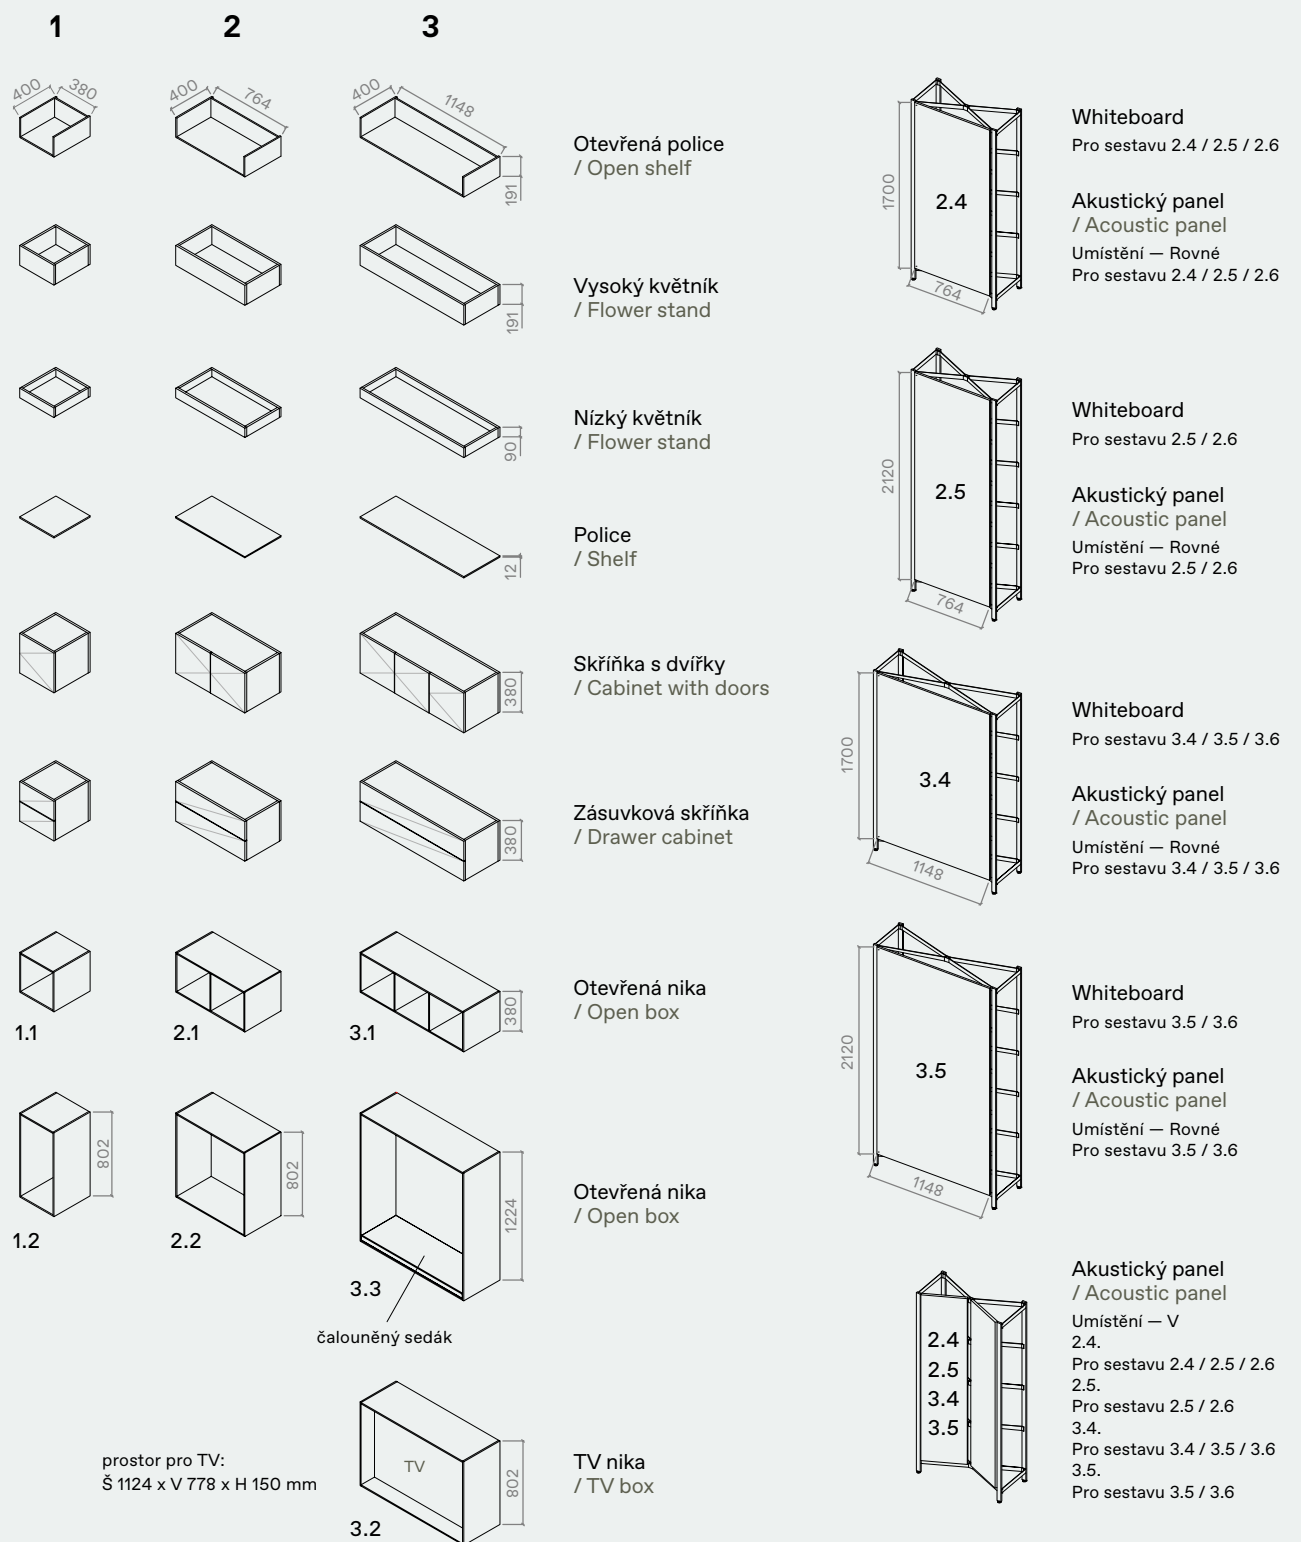 1
2
3
400
380
400
764
400
1148
191
Otevřená police
/ Open shelf
191
Vysoký květník
/ Flower stand
90
Nízký květník
/ Flower stand
12
Police
/ Shelf
380
Skříňka s dvířky
/ Cabinet with doors
380
Zásuvková skříňka
/ Drawer cabinet
1.1
2.1
3.1
380
Otevřená nika
/ Open box
802
1.2
802
2.2
1224
3.3
Otevřená nika
/ Open box
čalouněný sedák
prostor pro TV:
Š 1124 x V 778 x H 150 mm
TV
802
3.2
TV nika
/ TV box
1700
2.4
764
Whiteboard
Pro sestavu 2.4 / 2.5 / 2.6
Akustický panel
/ Acoustic panel
Umístění — Rovné
Pro sestavu 2.4 / 2.5 / 2.6
2120
2.5
764
Whiteboard
Pro sestavu 2.5 / 2.6
Akustický panel
/ Acoustic panel
Umístění — Rovné
Pro sestavu 2.5 / 2.6
1700
3.4
1148
Whiteboard
Pro sestavu 3.4 / 3.5 / 3.6
Akustický panel
/ Acoustic panel
Umístění — Rovné
Pro sestavu 3.4 / 3.5 / 3.6
2120
3.5
1148
Whiteboard
Pro sestavu 3.5 / 3.6
Akustický panel
/ Acoustic panel
Umístění — Rovné
Pro sestavu 3.5 / 3.6
2.4
2.5
3.4
3.5
Akustický panel
/ Acoustic panel
Umístění — V
2.4.
Pro sestavu 2.4 / 2.5 / 2.6
2.5.
Pro sestavu 2.5 / 2.6
3.4.
Pro sestavu 3.4 / 3.5 / 3.6
3.5.
Pro sestavu 3.5 / 3.6